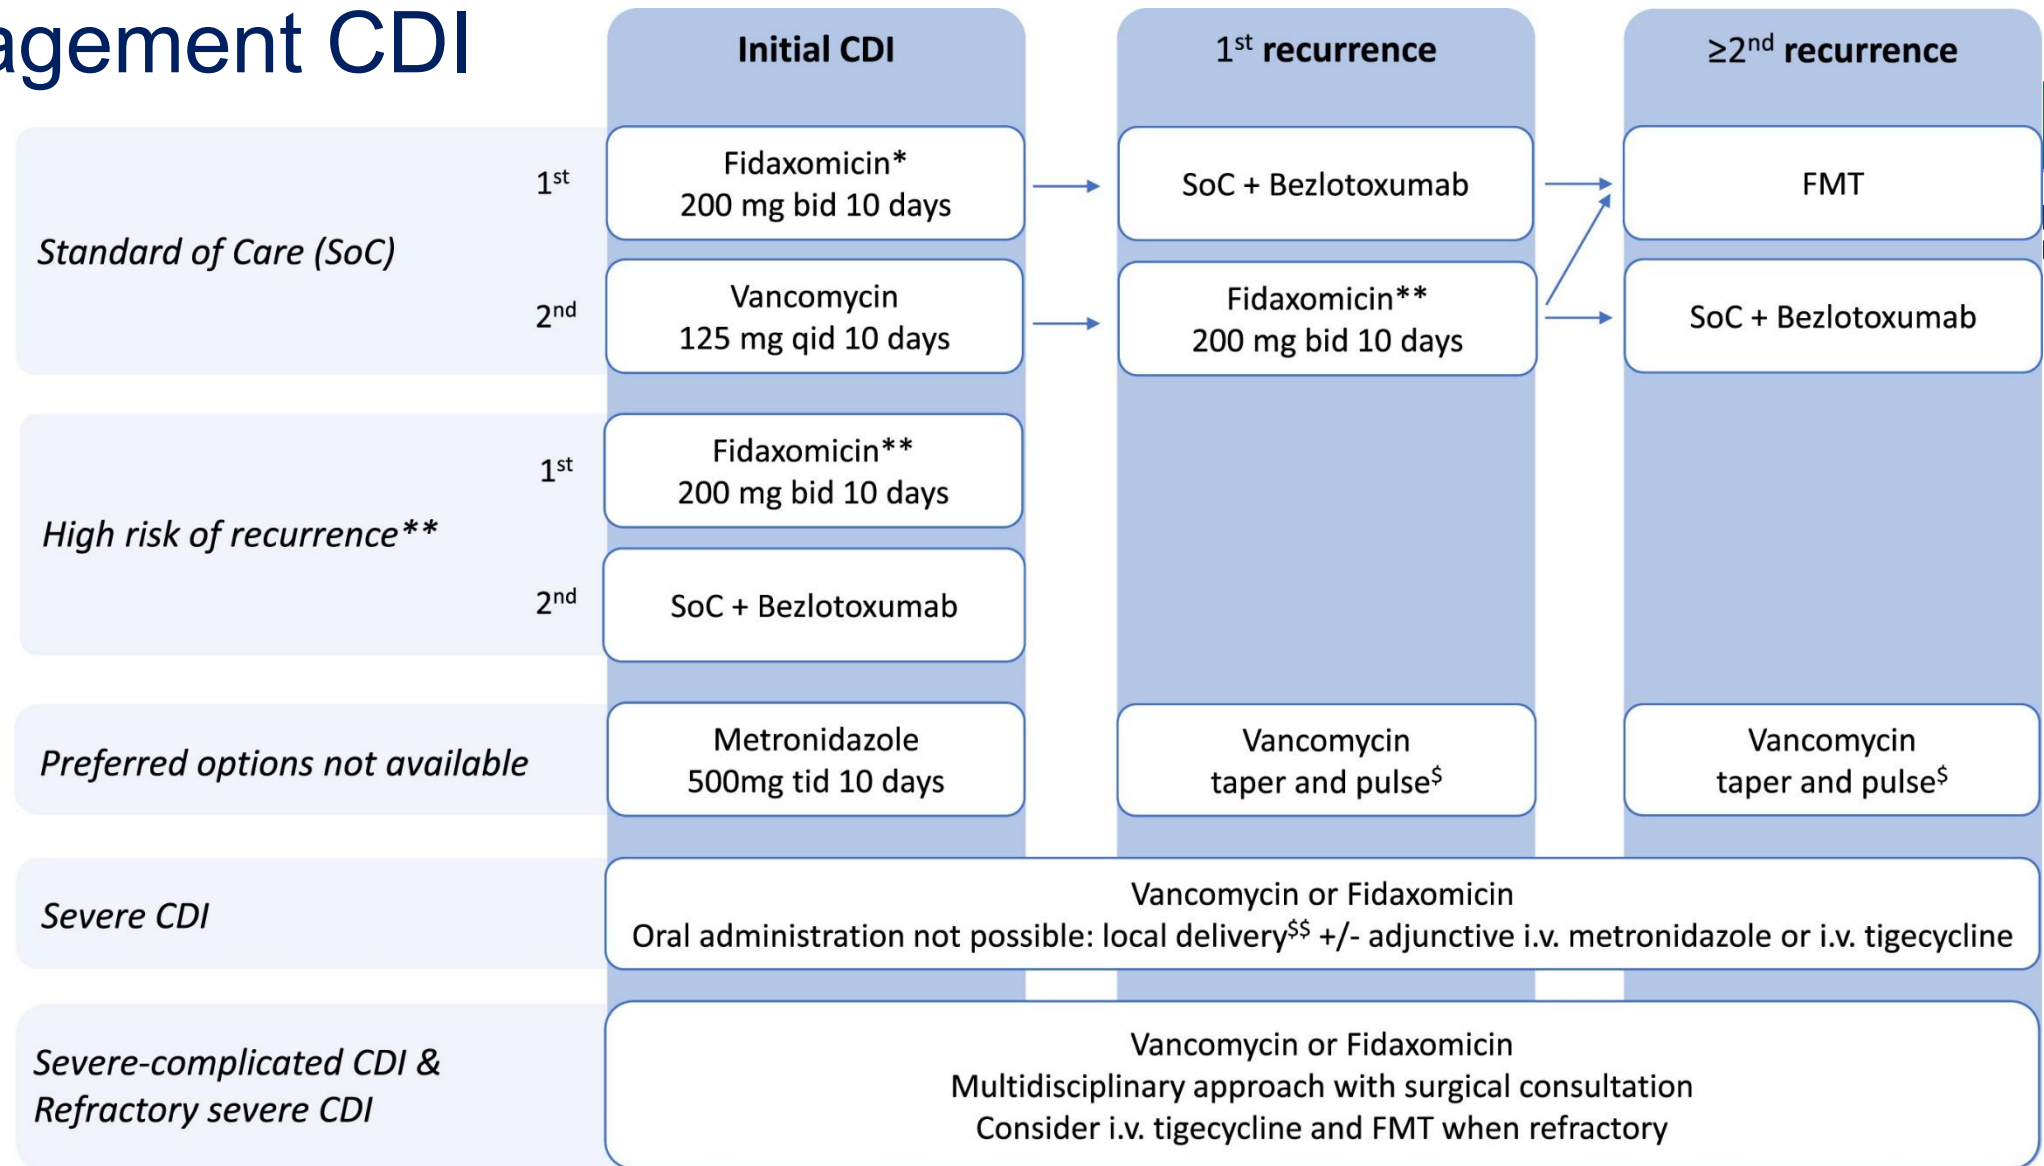 agement CDI
Initial CDI
1st recurrence
≥2nd recurrence
Standard of Care (SoC)
1st
Fidaxomicin*
200 mg bid 10 days
SoC + Bezlotoxumab
FMT
2nd
Vancomycin
125 mg qid 10 days
Fidaxomicin**
200 mg bid 10 days
SoC + Bezlotoxumab
High risk of recurrence**
1st
Fidaxomicin**
200 mg bid 10 days
2nd
SoC + Bezlotoxumab
Preferred options not available
Metronidazole
500mg tid 10 days
Vancomycin
taper and pulse$
Vancomycin
taper and pulse$
Severe CDI
Vancomycin or Fidaxomicin
Oral administration not possible: local delivery$$ +/- adjunctive i.v. metronidazole or i.v. tigecycline
Severe-complicated CDI &
Refractory severe CDI
Vancomycin or Fidaxomicin
Multidisciplinary approach with surgical consultation
Consider i.v. tigecycline and FMT when refractory